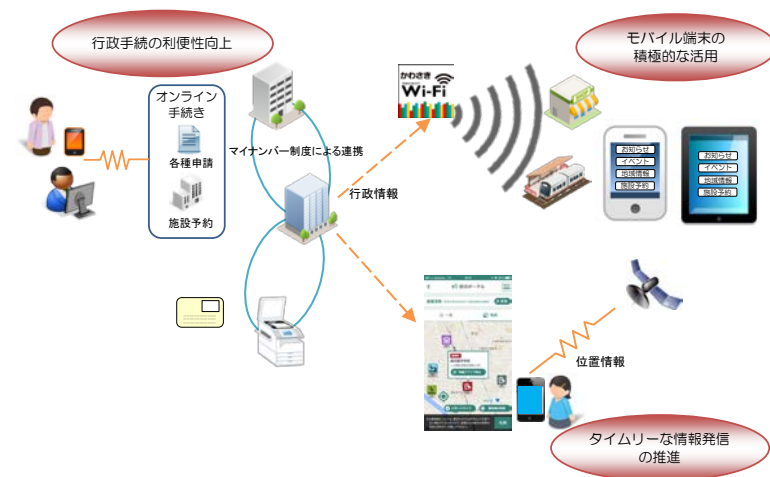 行政手続の利便性向上
モバイル端末の
積極的な活用
オンライン
手続き
各種申請
施設予約
マイナンバー制度による連携
行政情報
かわさき
Wi-Fi
お知らせ
イベント
地域情報
施設予約
お知らせ
イベント
地域情報
施設予約
位置情報
タイムリーな情報発信
の推進